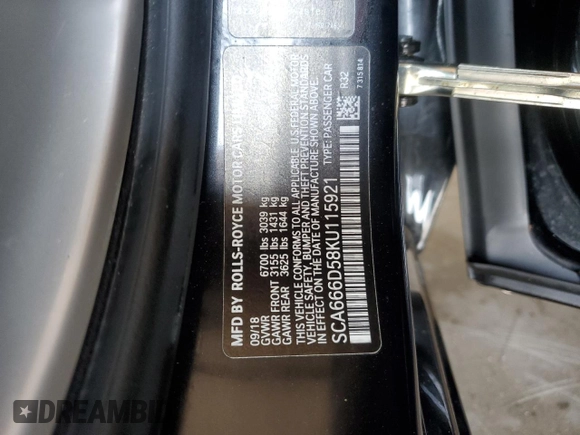 MFD BY ROLLS-ROYCE MOTOR CARS
09/18
GVWR 6700 lbs 3039 kg
GAWR FRONT 3155 lbs 1431 kg
GAWR REAR 3625 lbs 1644 kg
THIS VEHICLE CONFORMS TO ALL APPLICABLE U.S. FEDERAL MOTOR
VEHICLE SAFETY, BUMPER AND THEFT PREVENTION STANDARDS
IN EFFECT ON THE DATE OF MANUFACTURE SHOWN ABOVE.
SCA666D58KU115921 TYPE: PASSENGER CAR
R32
7315814
DREAMBI